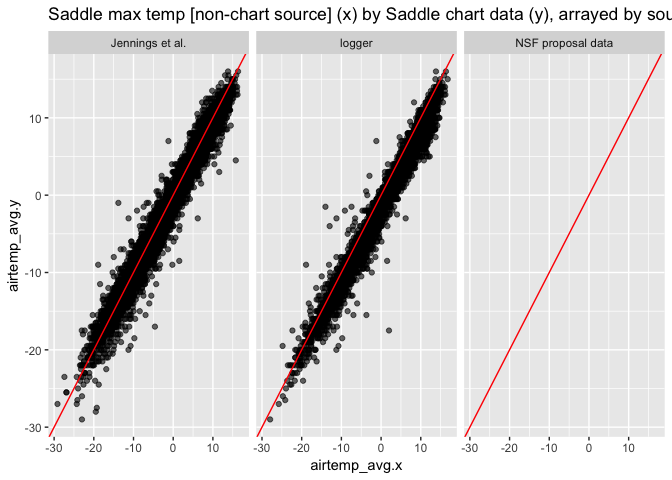 Saddle max temp [non-chart source] (x) by Saddle chart data (y), arrayed by sou
Jennings et al. logger NSF proposal data
10
0
-10
-20
-30
-30 -20 -10 0 10 -30 -20 -10 0 10 -30 -20 -10 0 10
airtemp_avg.x
airtemp_avg.y